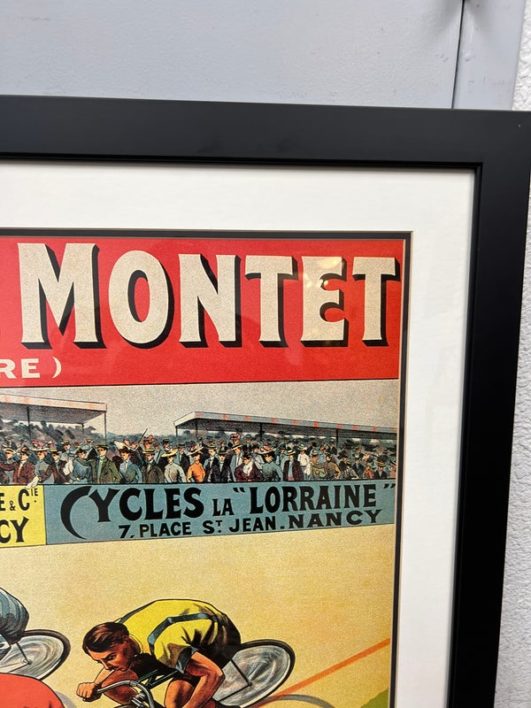 MONTET
RE)
E & Cie
CY
CYCLES LA "LORRAINE"
7, PLACE ST JEAN. NANCY